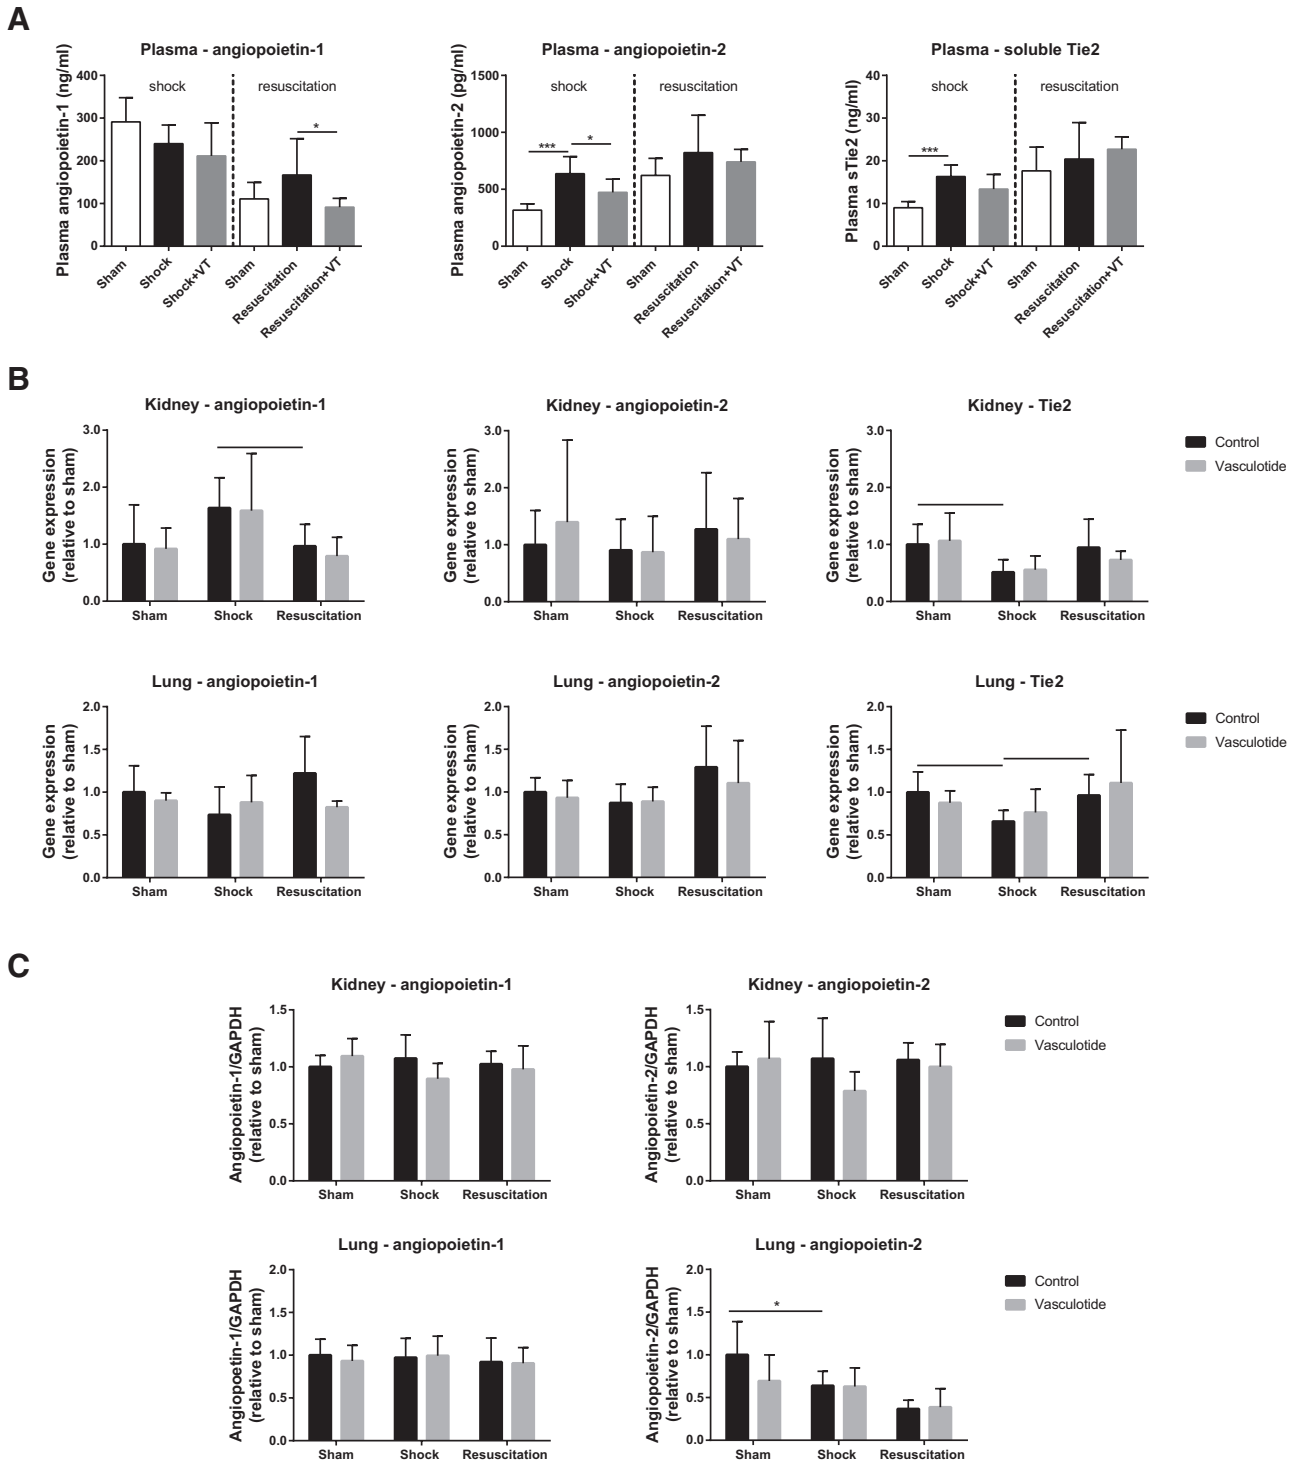 A
Plasma - angiopoietin-1
Plasma angiopoietin-1 (ng/ml)
400
300
200
100
0
shock
resuscitation
*
Sham
Shock
Shock+VT
Sham
Resuscitation
Resuscitation+VT
Plasma - angiopoietin-2
Plasma angiopoietin-2 (pg/ml)
1500
1000
500
0
shock
resuscitation
***
*
Sham
Shock
Shock+VT
Sham
Resuscitation
Resuscitation+VT
Plasma - soluble Tie2
Plasma sTie2 (ng/ml)
40
30
20
10
0
shock
resuscitation
***
Sham
Shock
Shock+VT
Sham
Resuscitation
Resuscitation+VT
B
Kidney - angiopoietin-1
Gene expression
(relative to sham)
3.0
2.0
1.0
0.0
Sham
Shock
Resuscitation
Kidney - angiopoietin-2
Gene expression
(relative to sham)
3.0
2.0
1.0
0.0
Sham
Shock
Resuscitation
Kidney - Tie2
Gene expression
(relative to sham)
3.0
2.0
1.0
0.0
Sham
Shock
Resuscitation
Control
Vasculotide
Lung - angiopoietin-1
Gene expression
(relative to sham)
2.0
1.5
1.0
0.5
0.0
Sham
Shock
Resuscitation
Lung - angiopoietin-2
Gene expression
(relative to sham)
2.0
1.5
1.0
0.5
0.0
Sham
Shock
Resuscitation
Lung - Tie2
Gene expression
(relative to sham)
2.0
1.5
1.0
0.5
0.0
Sham
Shock
Resuscitation
Control
Vasculotide
C
Kidney - angiopoietin-1
Angiopoietin-1/GAPDH
(relative to sham)
1.5
1.0
0.5
0.0
Sham
Shock
Resuscitation
Kidney - angiopoietin-2
Angiopoietin-2/GAPDH
(relative to sham)
1.5
1.0
0.5
0.0
Sham
Shock
Resuscitation
Control
Vasculotide
Lung - angiopoietin-1
Angiopoetin-1/GAPDH
(relative to sham)
2.0
1.5
1.0
0.5
0.0
Sham
Shock
Resuscitation
Lung - angiopoietin-2
Angiopoietin-2/GAPDH
(relative to sham)
2.0
1.5
1.0
0.5
0.0
*
Sham
Shock
Resuscitation
Control
Vasculotide